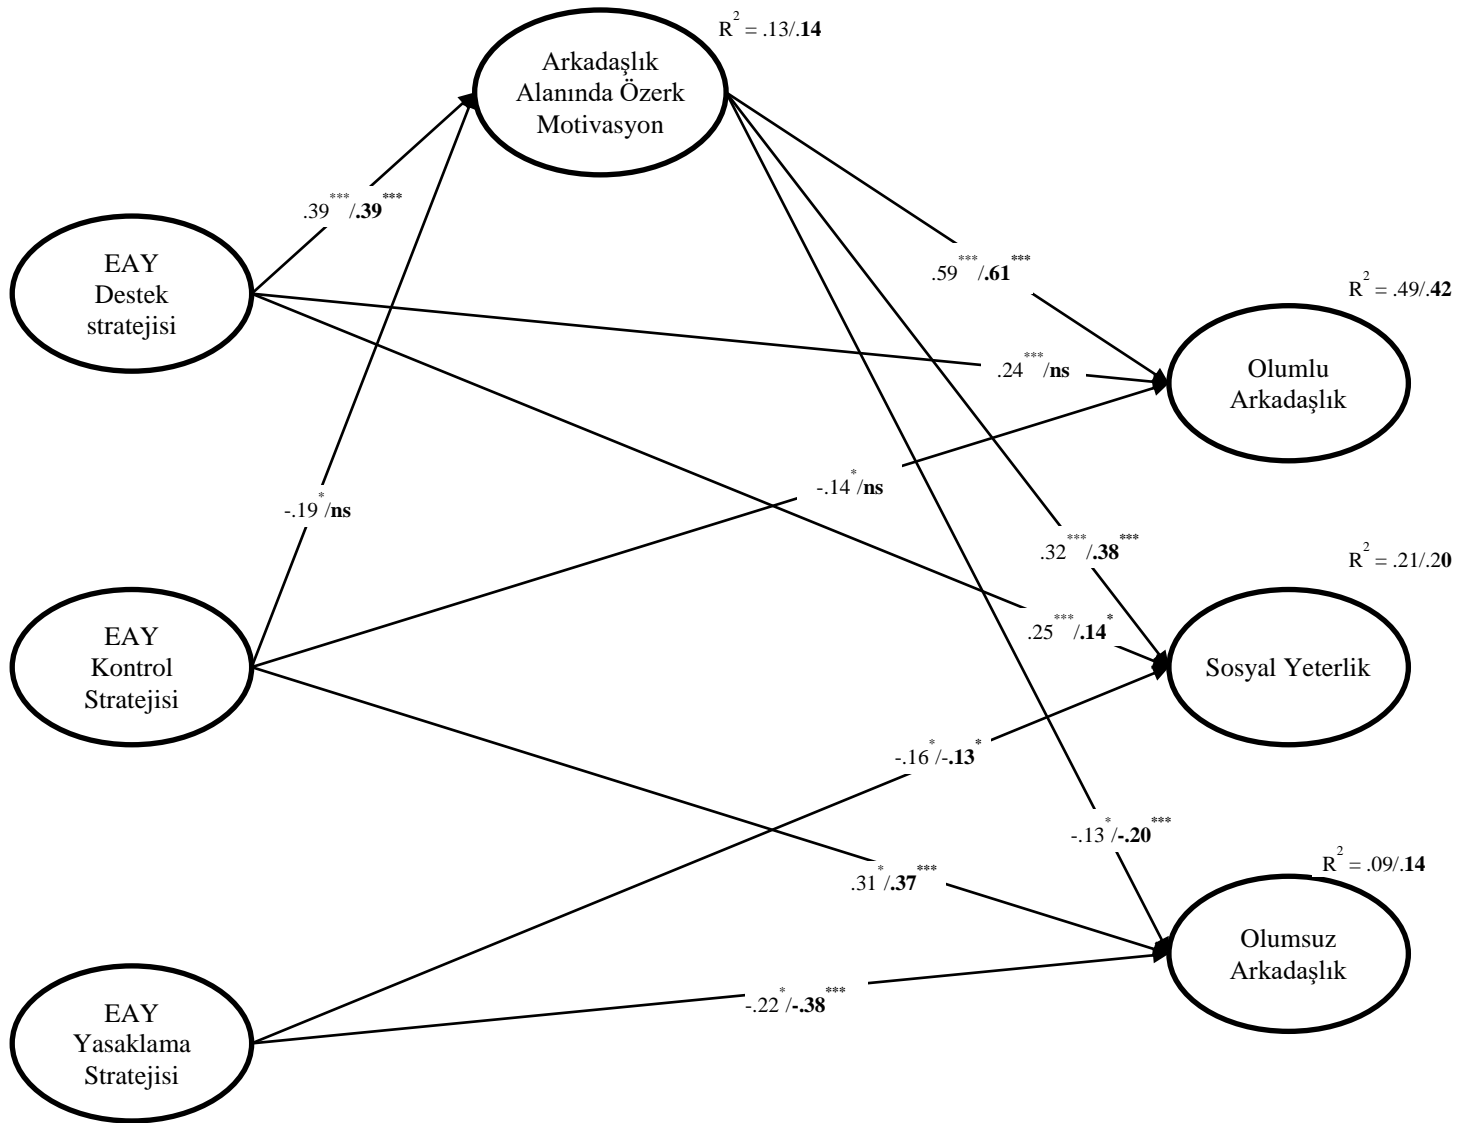 R² = .13/.14
Arkadaşlık
Alanında Özerk
Motivasyon
.39***/.39***
EAY
Destek
stratejisi
.59***/.61***
R² = .49/.42
.24***/ns
Olumlu
Arkadaşlık
-.19*/ns
-.14*/ns
.32***/.38***
R² = .21/.20
EAY
Kontrol
Stratejisi
.25***/.14*
Sosyal Yeterlik
-.16*/-.13*
-.13*/-.20***
.31*/.37***
R² = .09/.14
Olumsuz
Arkadaşlık
-.22*/-.38***
EAY
Yasaklama
Stratejisi